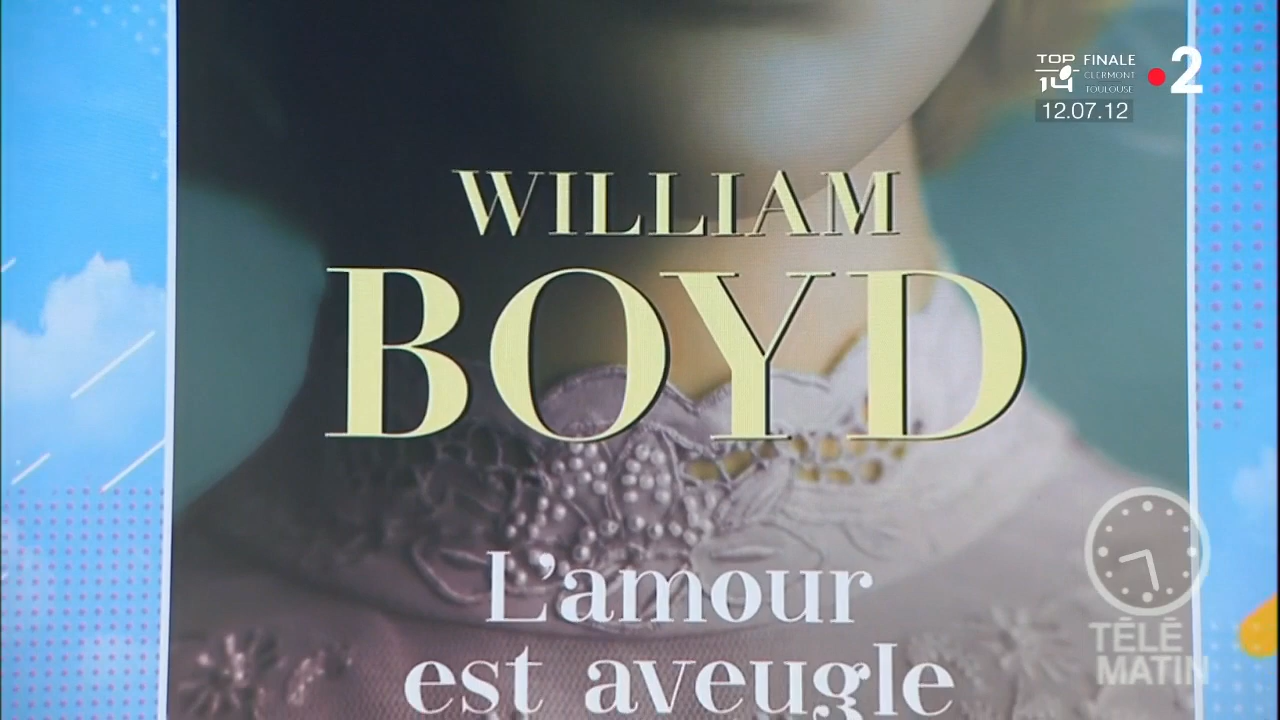 TOP FINALE
14 CLERMONT
TOULOUSE
12.07.12
2
WILLIAM
BOYD
L'amour
est aveugle
TÉLÉ
MATIN